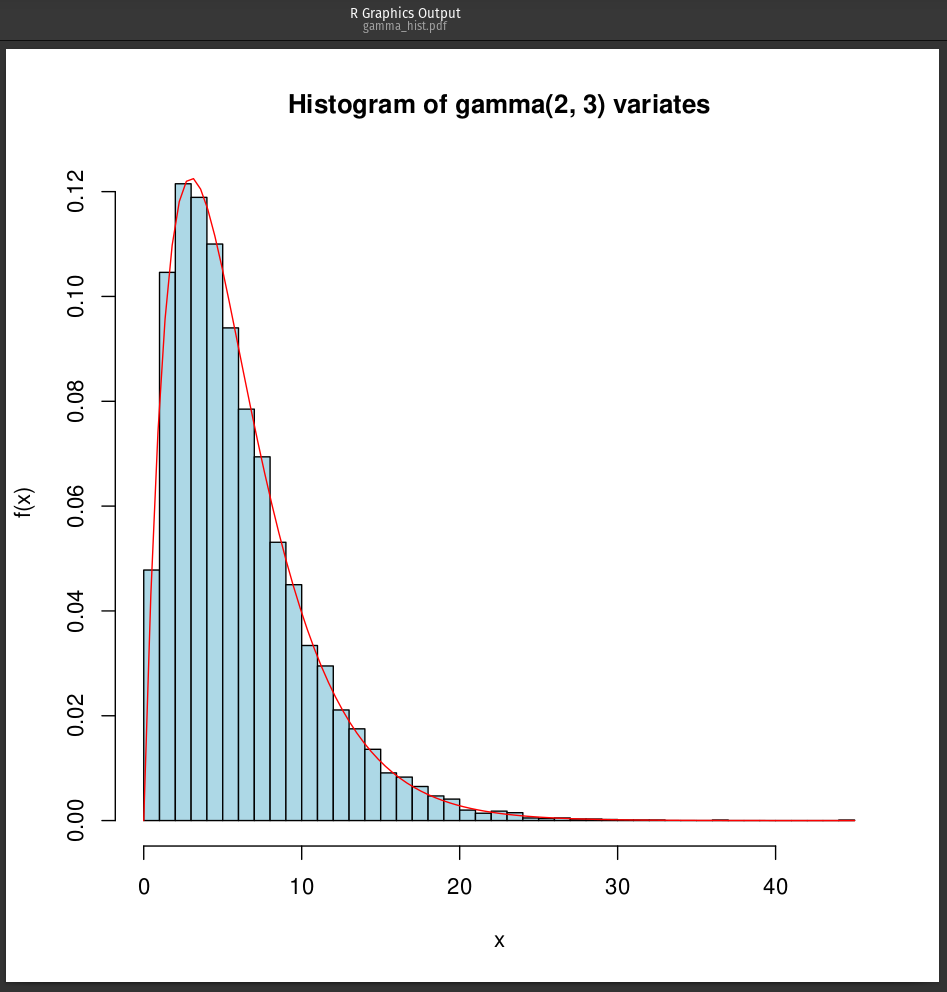 R Graphics Output
gamma_hist.pdf
Histogram of gamma(2, 3) variates
0.12
0.10
0.08
0.06
0.04
0.02
0.00
f(x)
0 10 20 30 40
x